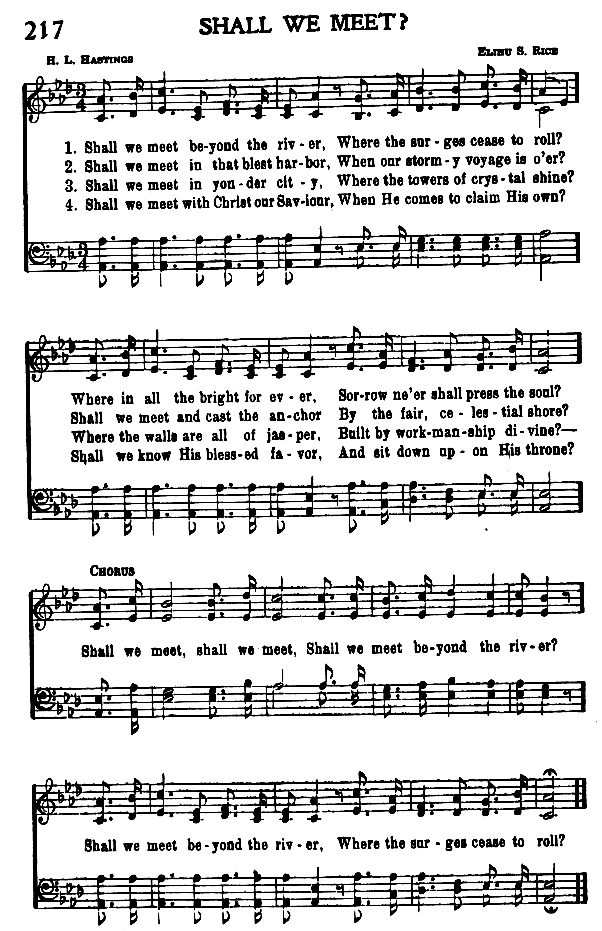 217
SHALL WE MEET?
H. L. HASTINGS
ELIHU S. RICE
1. Shall we meet be-yond the riv-er, Where the sur-ges cease to roll?
2. Shall we meet in that blest har-bor, When our storm-y voyage is o'er?
3. Shall we meet in yon-der cit-y, Where the towers of crys-tal shine?
4. Shall we meet with Christ our Sav-iour, When He comes to claim His own?
Where in all the bright for ev-er, Sor-row ne'er shall press the soul?
Shall we meet and cast the an-chor By the fair, ce-les-tial shore?
Where the walls are all of jas-per, Built by work-man-ship di-vine?—
Shall we know His bless-ed fa-vor, And sit down up-on His throne?
CHORUS
Shall we meet, shall we meet, Shall we meet be-yond the riv-er?
Shall we meet be-yond the riv-er, Where the sur-ges cease to roll?